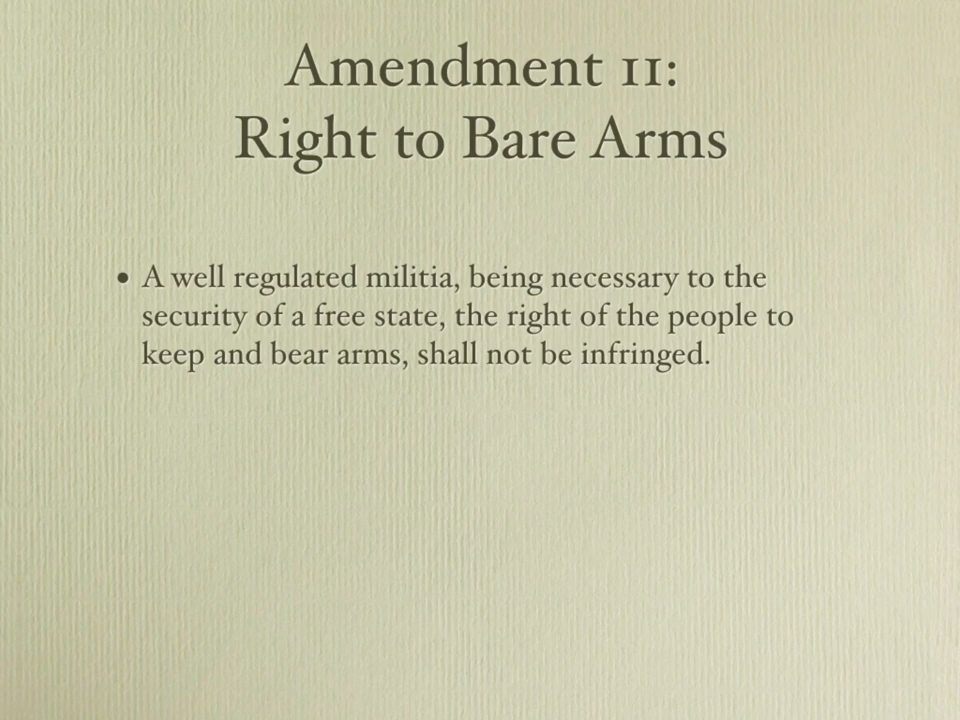 Amendment 11:
Right to Bare Arms
• A well regulated militia, being necessary to the
security of a free state, the right of the people to
keep and bear arms, shall not be infringed.